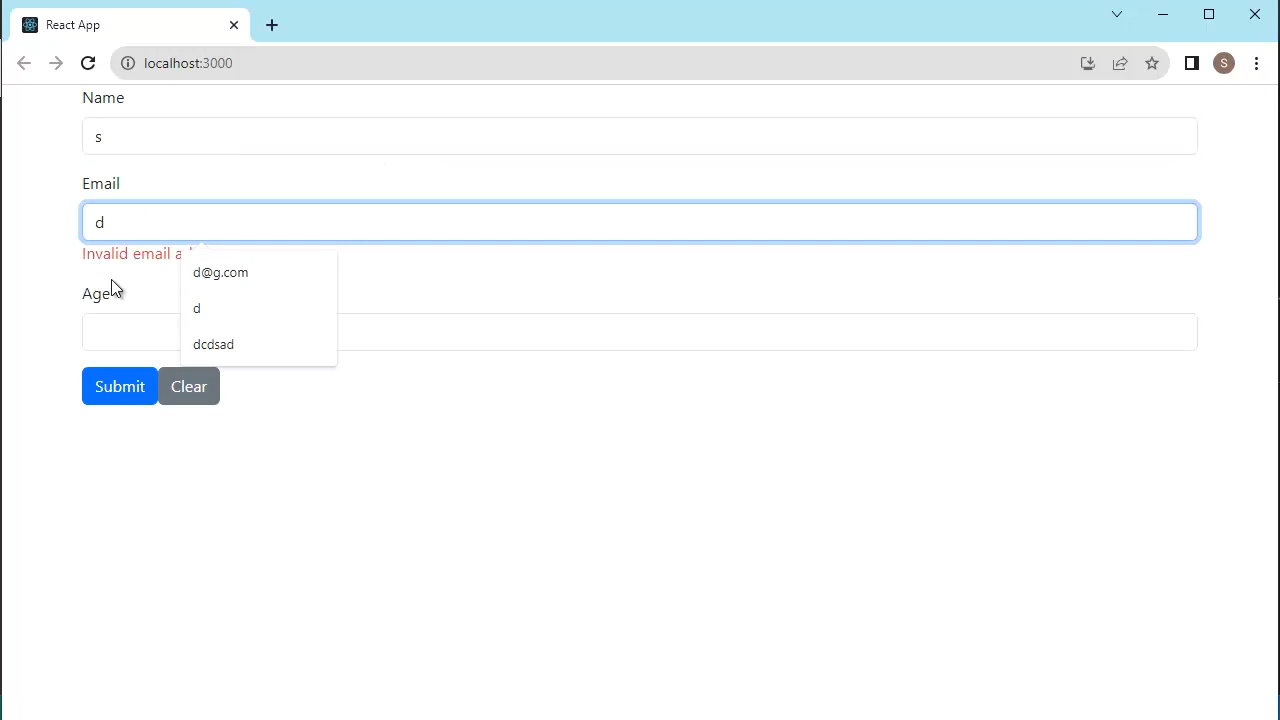 React App
localhost:3000
S
Name
s
Email
d
Invalid email
d@g.com
Age
d
dcdsad
Submit Clear